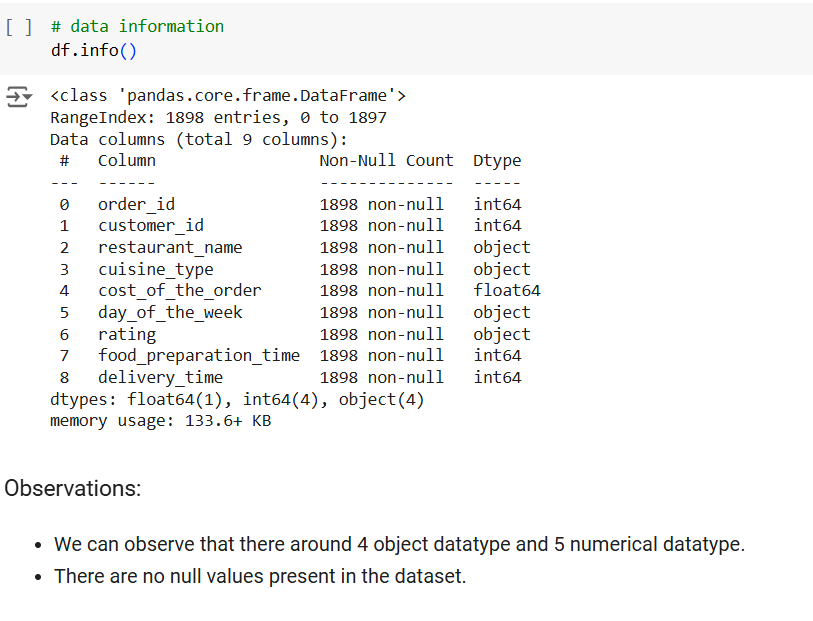 [ ] # data information
df.info()
<class 'pandas.core.frame.DataFrame'>
RangeIndex: 1898 entries, 0 to 1897
Data columns (total 9 columns):
 #   Column                 Non-Null Count  Dtype
---  ------                 --------------  -----
 0   order_id               1898 non-null   int64
 1   customer_id            1898 non-null   int64
 2   restaurant_name        1898 non-null   object
 3   cuisine_type           1898 non-null   object
 4   cost_of_the_order      1898 non-null   float64
 5   day_of_the_week        1898 non-null   object
 6   rating                 1898 non-null   object
 7   food_preparation_time  1898 non-null   int64
 8   delivery_time          1898 non-null   int64
dtypes: float64(1), int64(4), object(4)
memory usage: 133.6+ KB
Observations:
• We can observe that there around 4 object datatype and 5 numerical datatype.
• There are no null values present in the dataset.